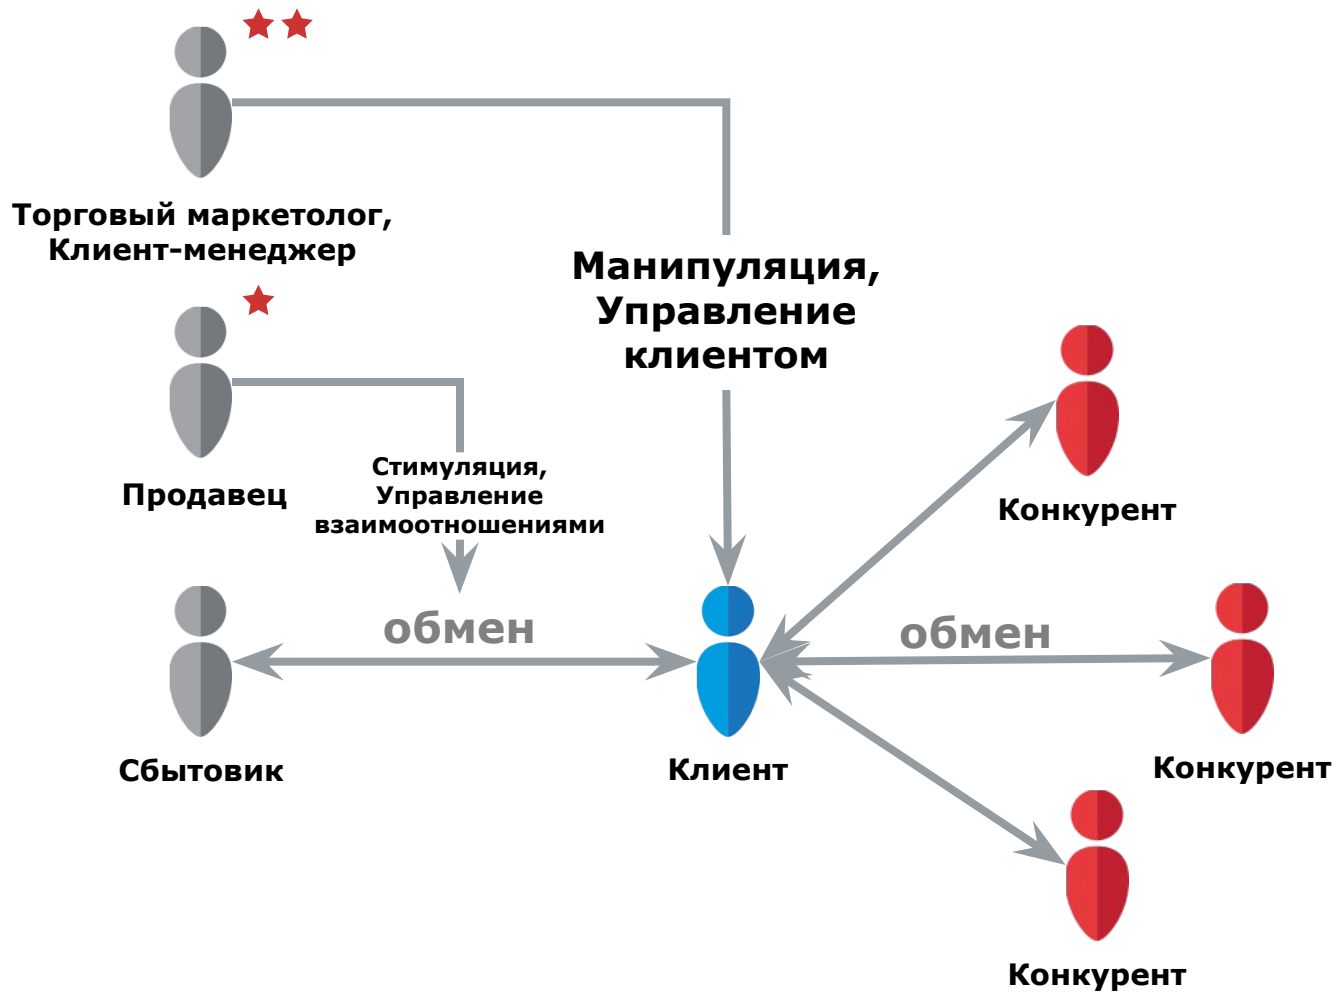 Торговый маркетолог,
Клиент-менеджер
Манипуляция,
Управление
клиентом
Продавец
Стимуляция,
Управление
взаимоотношениями
Конкурент
обмен
обмен
Сбытовик
Клиент
Конкурент
Конкурент